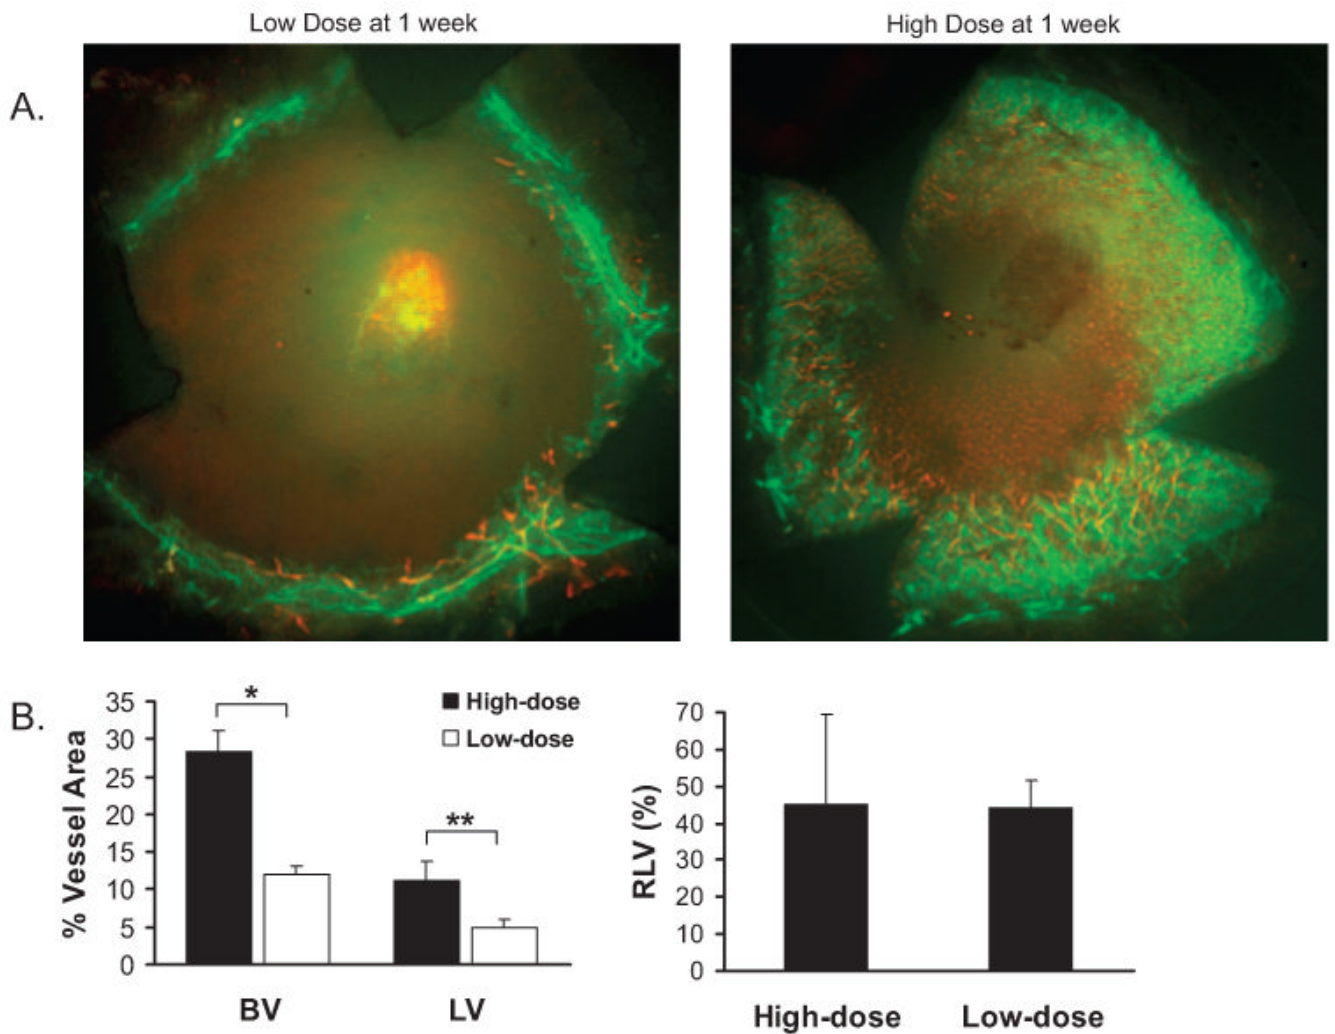 Low Dose at 1 week
High Dose at 1 week
A.
B.
% Vessel Area
35
30
25
20
15
10
5
0
*
**
High-dose
Low-dose
BV
LV
RLV (%)
70
60
50
40
30
20
10
0
High-dose
Low-dose